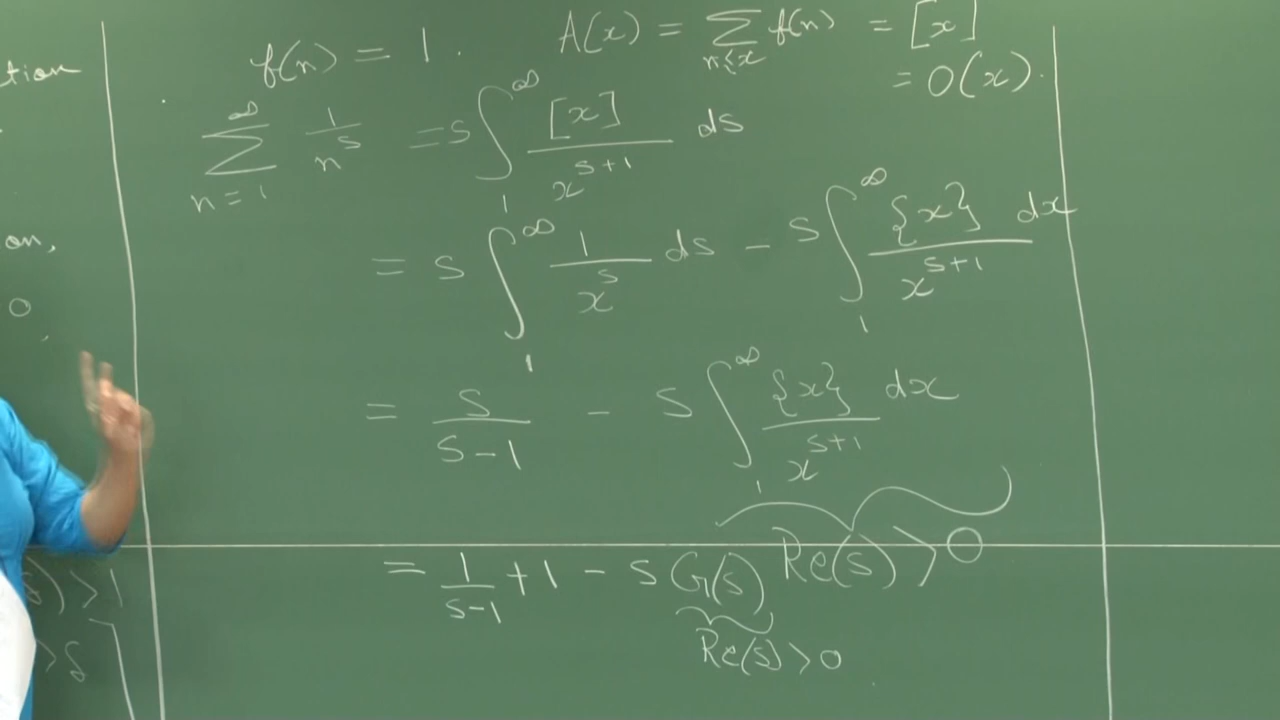 tion
on,
0
s) > 1
> δ
f(n) = 1 . A(x) = ∑_{n≤x} f(n) = [x]
= O(x).
∑_{n=1}^{∞} 1/n^s = s ∫_1^∞ [x]/x^{s+1} ds
= s ∫_1^∞ 1/x^s ds − s ∫_1^∞ {x}/x^{s+1} dx
= s/(s−1) − s ∫_1^∞ {x}/x^{s+1} dx
= 1/(s−1) + 1 − s G(s) Re(s) > 0
Re(s) > 0